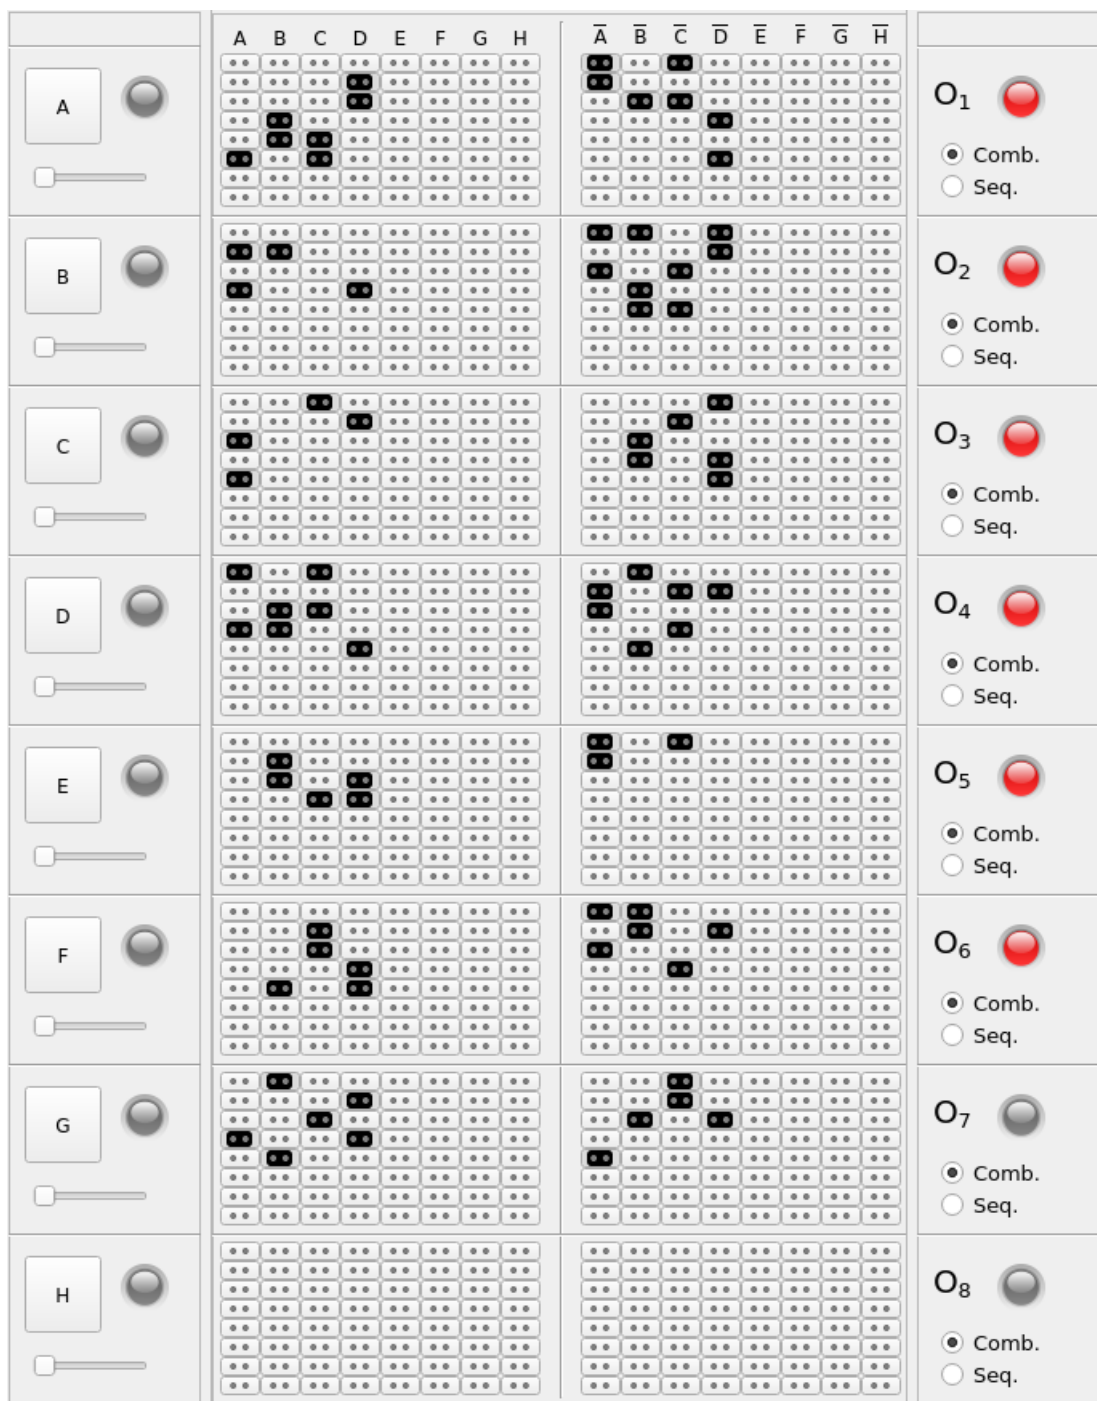 A B C D E F G H A̅ B̅ C̅ D̅ E̅ F̅ G̅ H̅
A O₁
Comb.
Seq.
B O₂
Comb.
Seq.
C O₃
Comb.
Seq.
D O₄
Comb.
Seq.
E O₅
Comb.
Seq.
F O₆
Comb.
Seq.
G O₇
Comb.
Seq.
H O₈
Comb.
Seq.